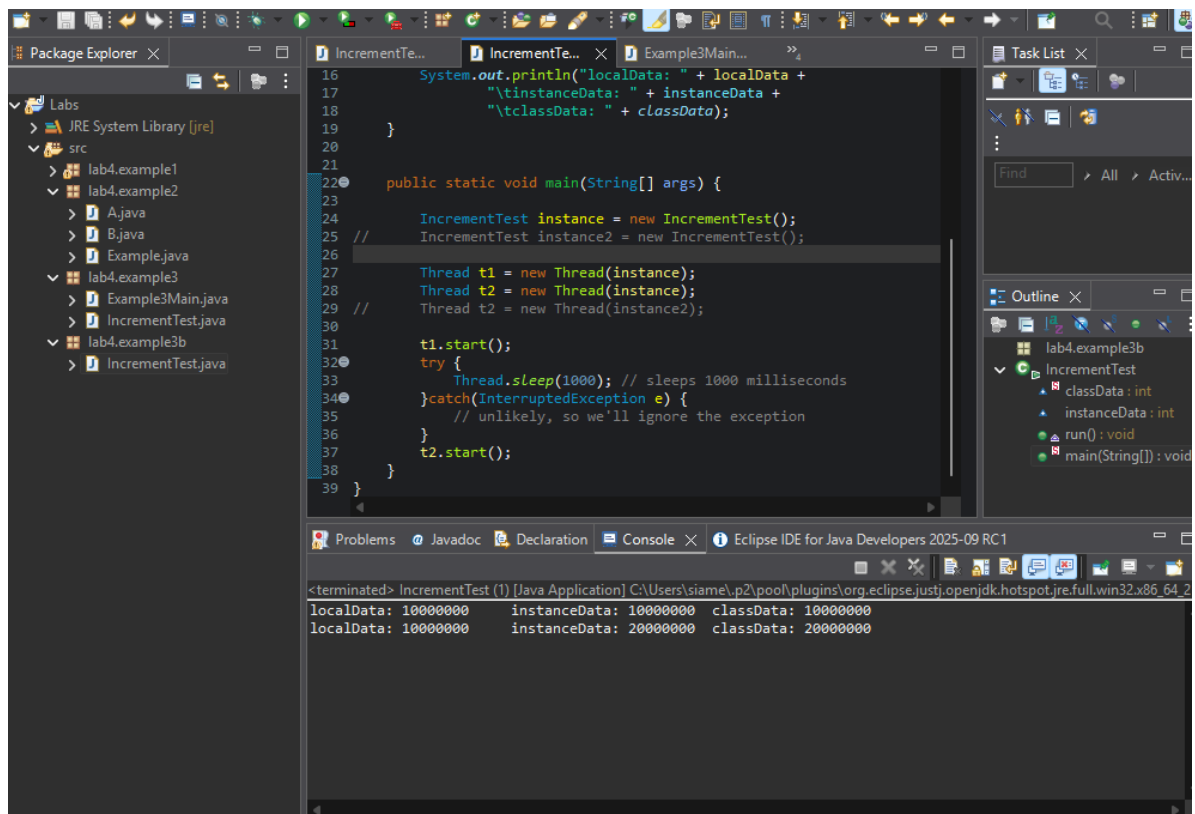 Package Explorer
Labs
JRE System Library [jre]
src
lab4.example1
lab4.example2
A.java
B.java
Example.java
lab4.example3
Example3Main.java
IncrementTest.java
lab4.example3b
IncrementTest.java
IncrementTe...
IncrementTe...
Example3Main...
»4
16 System.out.println("localData: " + localData +
17 "\tinstanceData: " + instanceData +
18 "\tclassData: " + classData);
19 }
20
21
22 public static void main(String[] args) {
23
24 IncrementTest instance = new IncrementTest();
25 // IncrementTest instance2 = new IncrementTest();
26
27 Thread t1 = new Thread(instance);
28 Thread t2 = new Thread(instance);
29 // Thread t2 = new Thread(instance2);
30
31 t1.start();
32 try {
33 Thread.sleep(1000); // sleeps 1000 milliseconds
34 }catch(InterruptedException e) {
35 // unlikely, so we'll ignore the exception
36 }
37 t2.start();
38 }
39 }
Task List
Find All Activ...
Outline
lab4.example3b
IncrementTest
classData : int
instanceData : int
run() : void
main(String[]) : void
Problems Javadoc Declaration Console Eclipse IDE for Java Developers 2025-09 RC1
<terminated> IncrementTest (1) [Java Application] C:\Users\siame\.p2\pool\plugins\org.eclipse.justj.openjdk.hotspot.jre.full.win32.x86_64_2
localData: 10000000 instanceData: 10000000 classData: 10000000
localData: 10000000 instanceData: 20000000 classData: 20000000